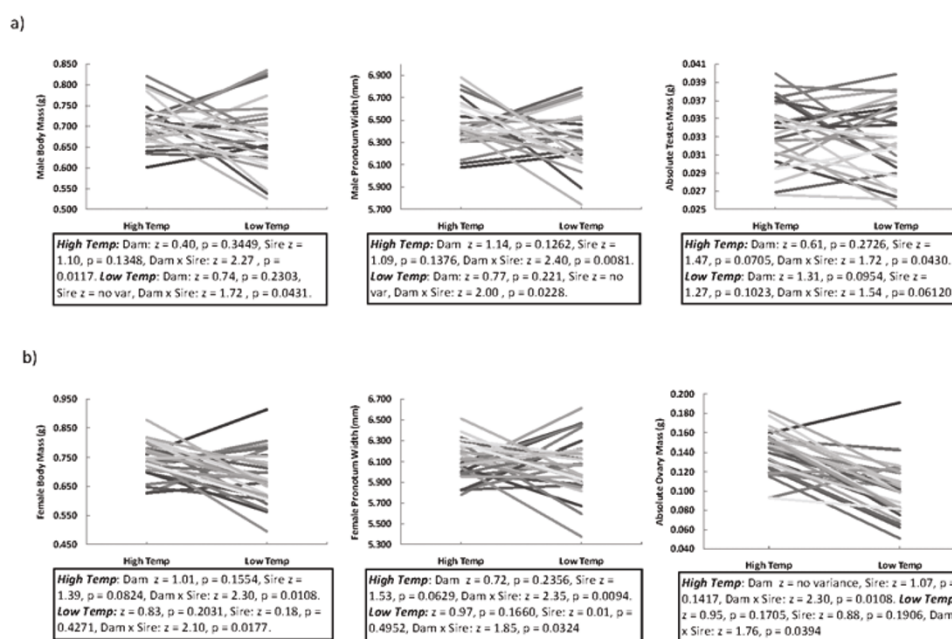 a)
Male Body Mass (g)
0.850
0.800
0.750
0.700
0.650
0.600
0.550
0.500
High Temp Low Temp
High Temp: Dam: z = 0.40, p = 0.3449, Sire z =
1.10, p = 0.1348, Dam x Sire: z = 2.27 , p =
0.0117. Low Temp: Dam: z = 0.74, p = 0.2303,
Sire z = no var, Dam x Sire: z = 1.72 , p = 0.0431.
Male Pronotum Width (mm)
6.900
6.700
6.500
6.300
6.100
5.900
5.700
High Temp Low Temp
High Temp: Dam z = 1.14, p = 0.1262, Sire z =
1.09, p = 0.1376, Dam x Sire: z = 2.40, p = 0.0081.
Low Temp: Dam: z = 0.77, p = 0.221, Sire z = no
var, Dam x Sire: z = 2.00 , p = 0.0228.
Absolute Testes Mass (g)
0.041
0.039
0.037
0.035
0.033
0.031
0.029
0.027
0.025
High Temp Low Temp
High Temp: Dam: z = 0.61, p = 0.2726, Sire z =
1.47, p = 0.0705, Dam x Sire: z = 1.72 , p = 0.0430.
Low Temp: Dam: z = 1.31, p = 0.0954, Sire z =
1.27, p = 0.1023, Dam x Sire: z = 1.54 , p= 0.06120
b)
Female Body Mass (g)
0.950
0.850
0.750
0.650
0.550
0.450
High Temp Low Temp
High Temp: Dam z = 1.01, p = 0.1554, Sire z =
1.39, p = 0.0824, Dam x Sire: z = 2.30, p = 0.0108.
Low Temp: z = 0.83, p = 0.2031, Sire: z = 0.18, p =
0.4271, Dam x Sire: z = 2.10, p = 0.0177.
Female Pronotum Width (mm)
6.700
6.500
6.300
6.100
5.900
5.700
5.500
5.300
High Temp Low Temp
High Temp: Dam z = 0.72, p = 0.2356, Sire z =
1.53, p = 0.0629, Dam x Sire: z = 2.35, p = 0.0094.
Low Temp: z = 0.97, p = 0.1660, Sire: z = 0.01, p =
0.4952, Dam x Sire: z = 1.85, p = 0.0324
Absolute Ovary Mass (g)
0.200
0.180
0.160
0.140
0.120
0.100
0.080
0.060
0.040
High Temp Low Temp
High Temp: Dam z = no variance, Sire: z = 1.07, p =
0.1417, Dam x Sire: z = 2.30, p = 0.0108. Low Temp
z = 0.95, p = 0.1705, Sire: z = 0.88, p = 0.1906, Dam
x Sire: z = 1.76, p = 0.0394